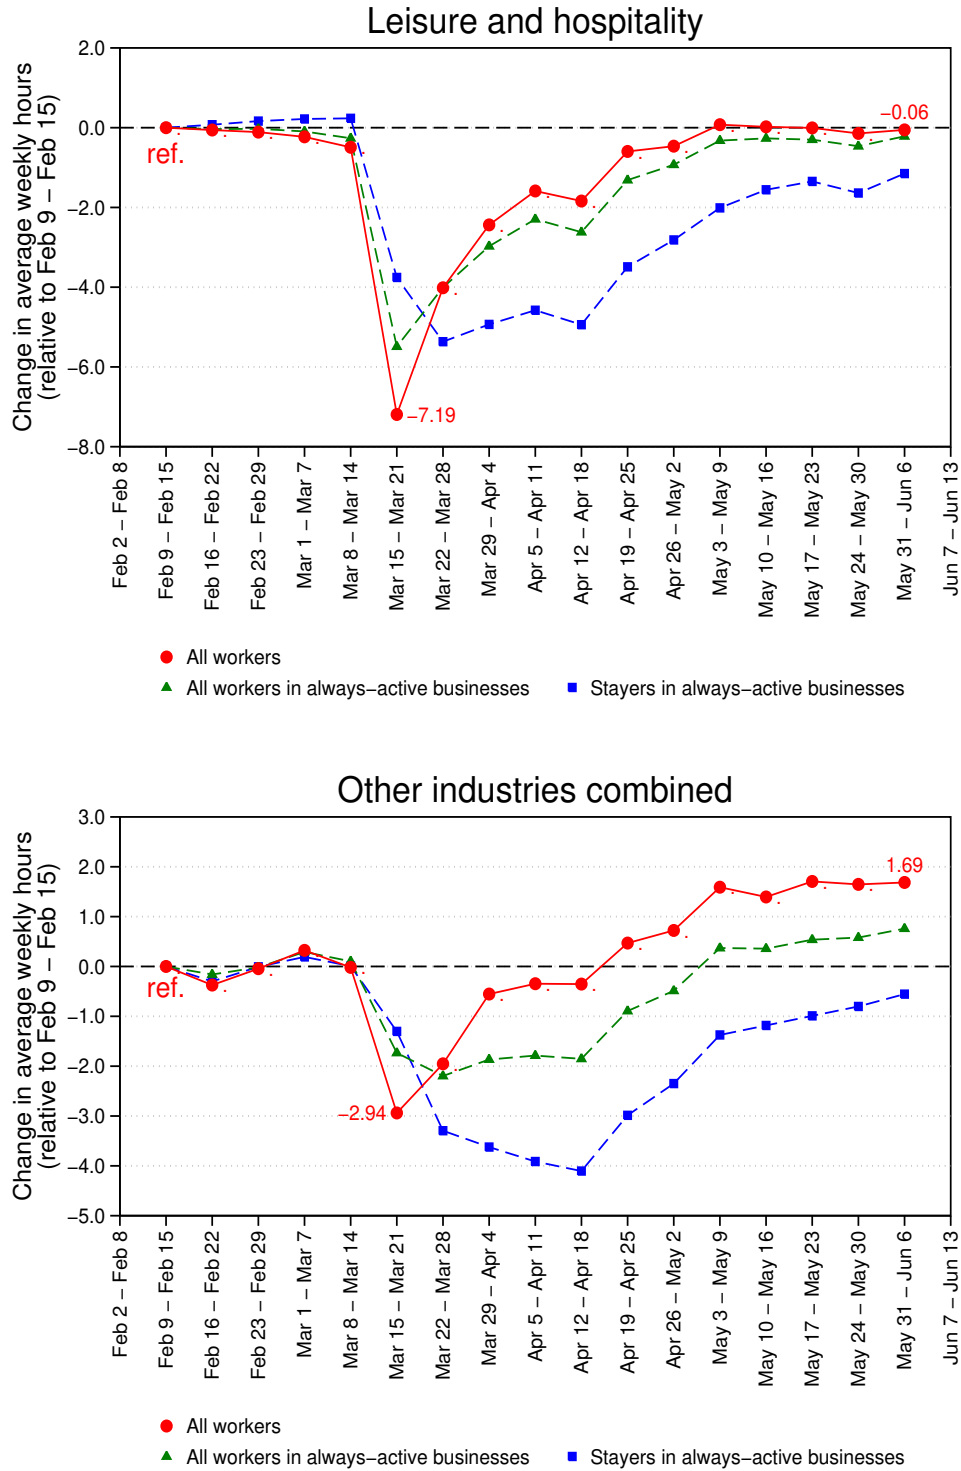 Leisure and hospitality
Change in average weekly hours
(relative to Feb 9 − Feb 15)
2.0
0.0
−2.0
−4.0
−6.0
−8.0
ref.
−7.19
−0.06
Feb 2 − Feb 8
Feb 9 − Feb 15
Feb 16 − Feb 22
Feb 23 − Feb 29
Mar 1 − Mar 7
Mar 8 − Mar 14
Mar 15 − Mar 21
Mar 22 − Mar 28
Mar 29 − Apr 4
Apr 5 − Apr 11
Apr 12 − Apr 18
Apr 19 − Apr 25
Apr 26 − May 2
May 3 − May 9
May 10 − May 16
May 17 − May 23
May 24 − May 30
May 31 − Jun 6
Jun 7 − Jun 13
All workers
All workers in always−active businesses
Stayers in always−active businesses
Other industries combined
Change in average weekly hours
(relative to Feb 9 − Feb 15)
3.0
2.0
1.0
0.0
−1.0
−2.0
−3.0
−4.0
−5.0
ref.
−2.94
1.69
Feb 2 − Feb 8
Feb 9 − Feb 15
Feb 16 − Feb 22
Feb 23 − Feb 29
Mar 1 − Mar 7
Mar 8 − Mar 14
Mar 15 − Mar 21
Mar 22 − Mar 28
Mar 29 − Apr 4
Apr 5 − Apr 11
Apr 12 − Apr 18
Apr 19 − Apr 25
Apr 26 − May 2
May 3 − May 9
May 10 − May 16
May 17 − May 23
May 24 − May 30
May 31 − Jun 6
Jun 7 − Jun 13
All workers
All workers in always−active businesses
Stayers in always−active businesses